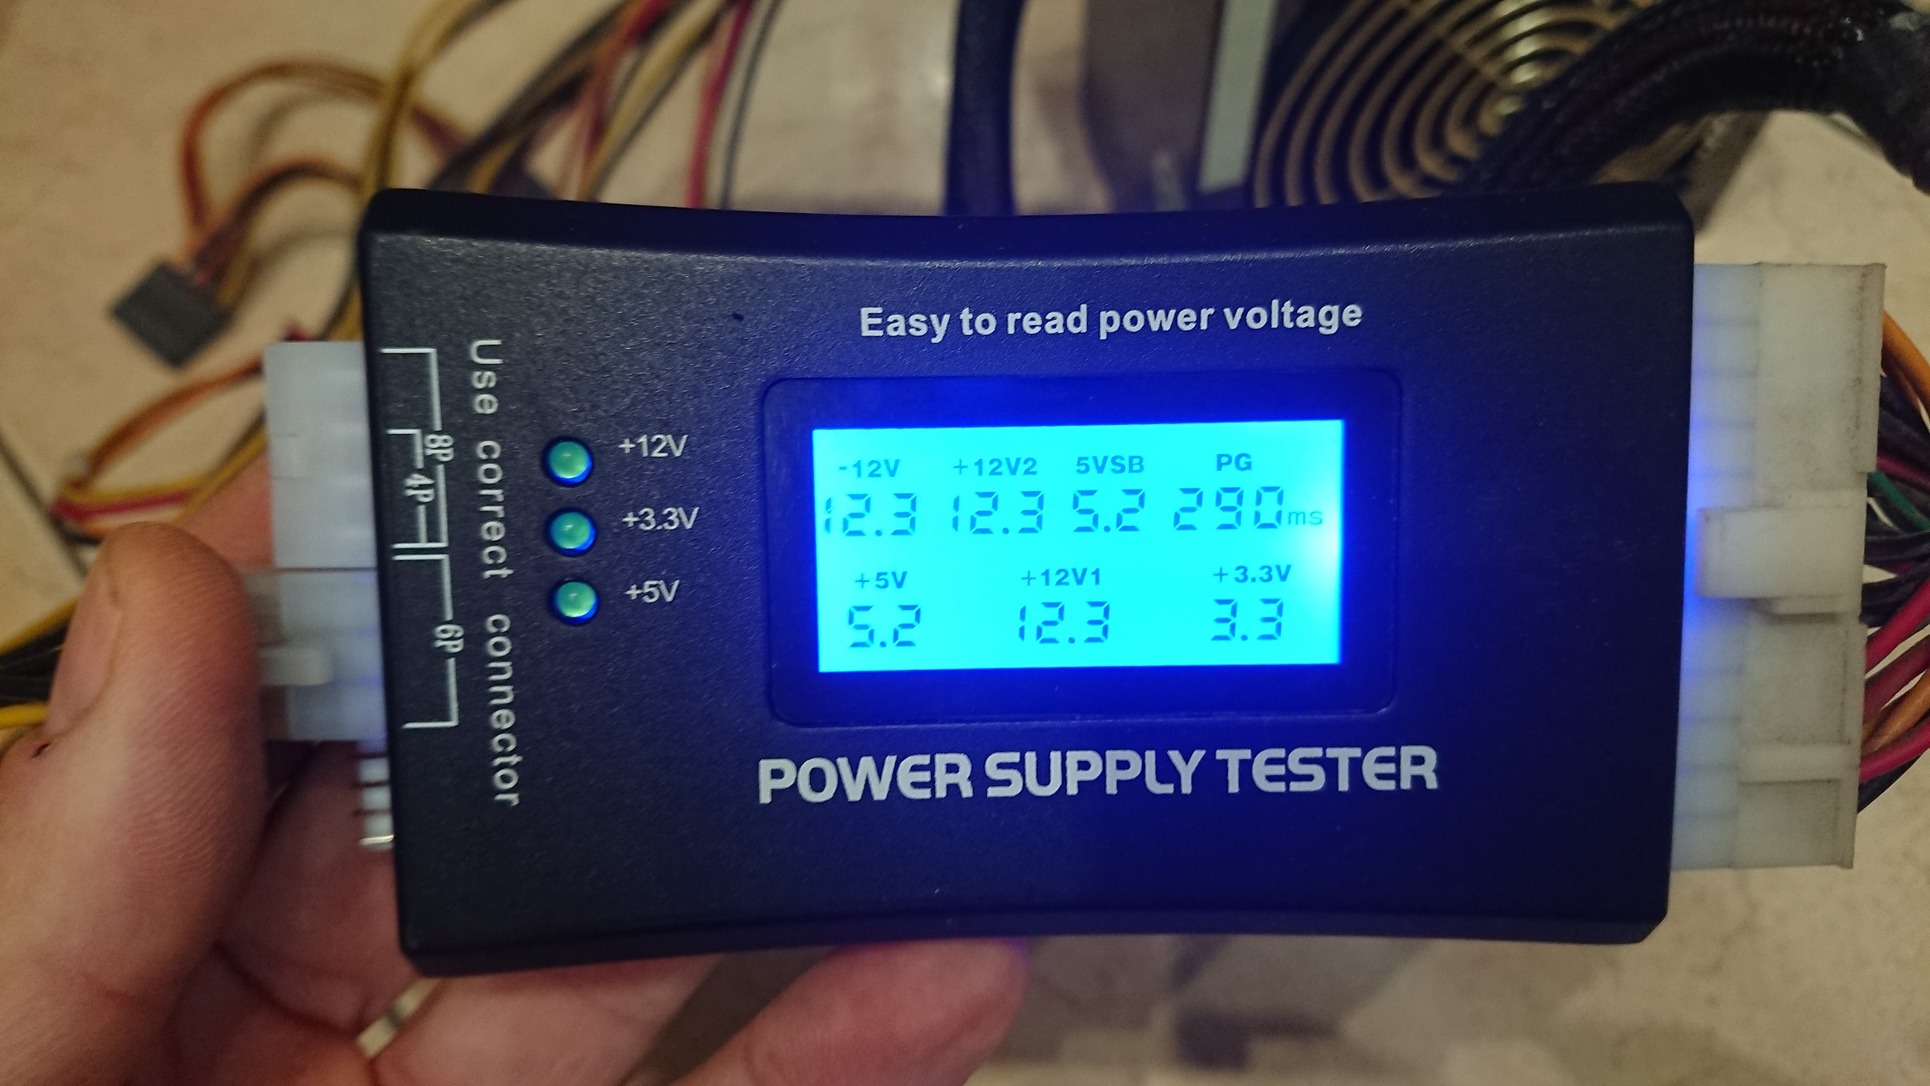 Easy to read power voltage
Use correct connector
8P
4P
6P
+12V
+3.3V
+5V
-12V +12V2 5VSB PG
12.3 12.3 5.2 290ms
+5V +12V1 +3.3V
5.2 12.3 3.3
POWER SUPPLY TESTER